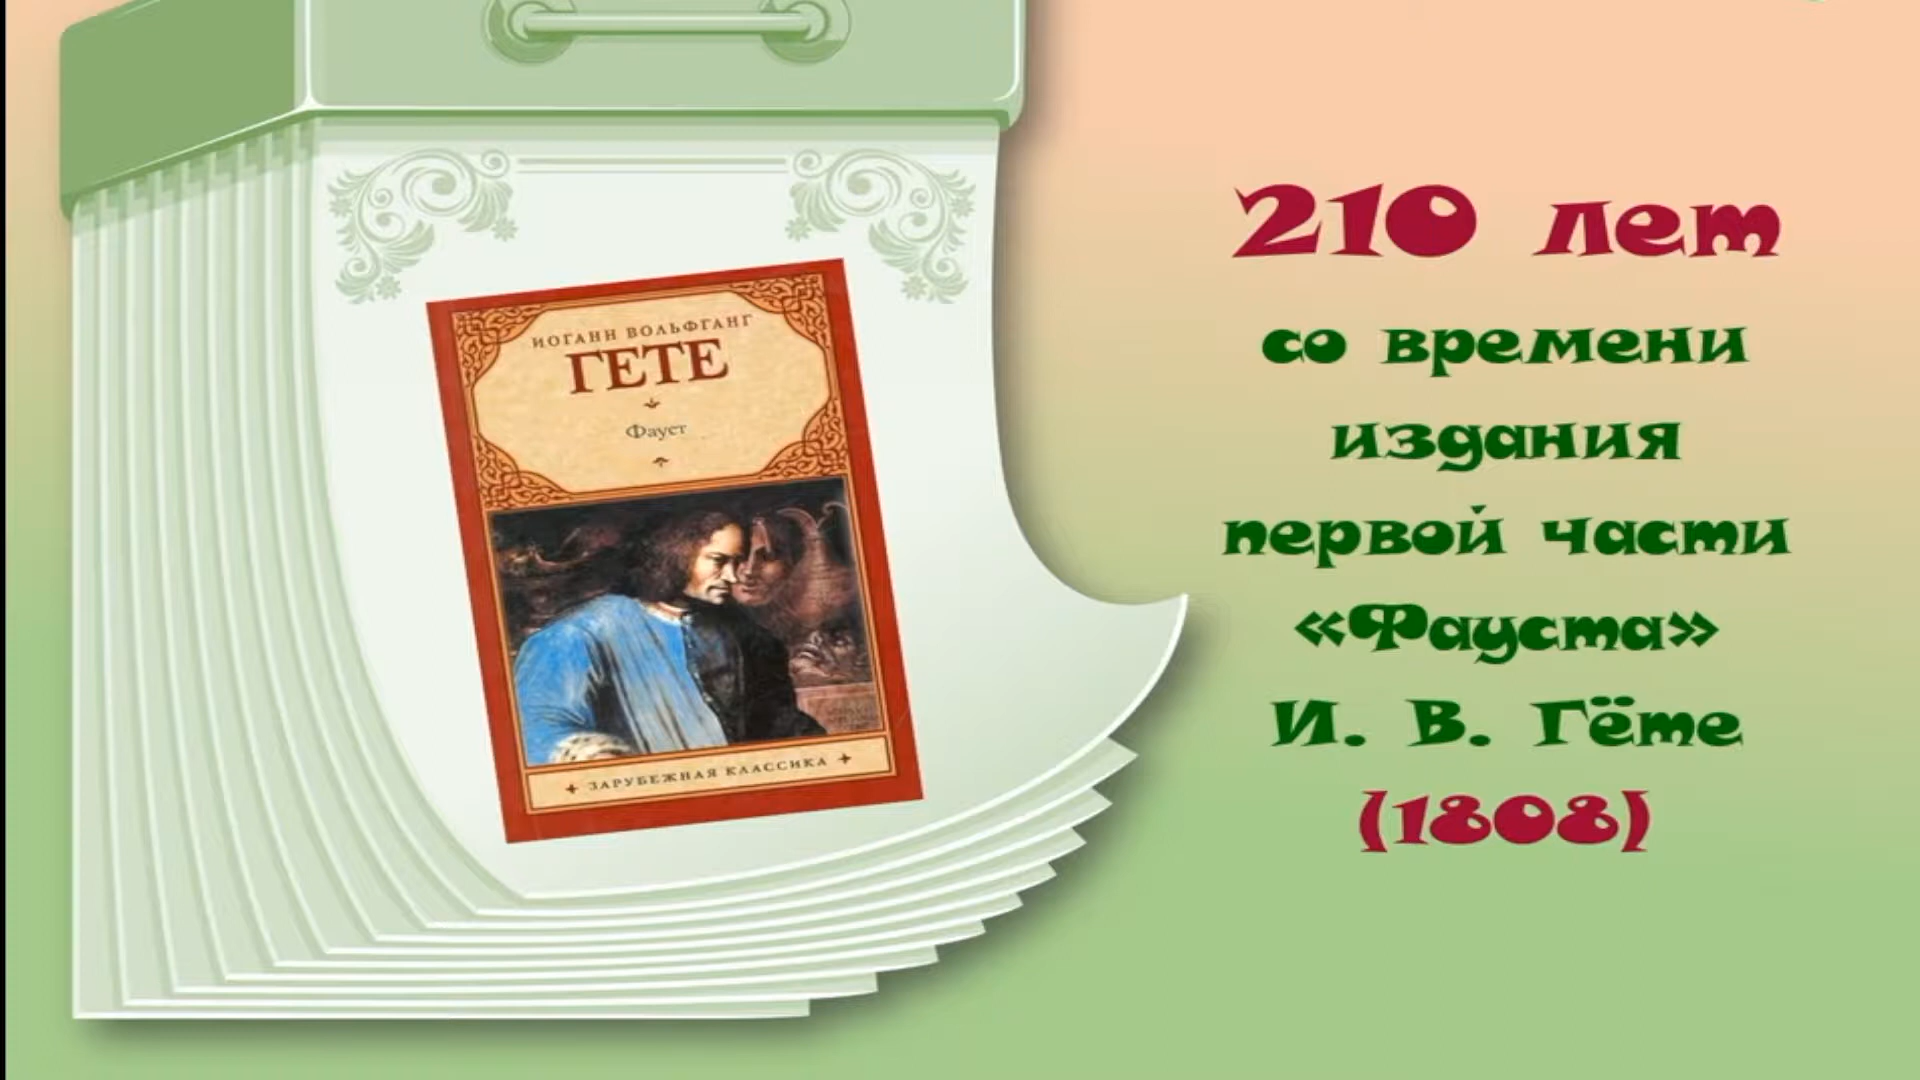 ИОГАНН ВОЛЬФГАНГ
ГЕТЕ
Фауст
ЗАРУБЕЖНАЯ КЛАССИКА
210 лет
со времени
издания
первой части
«Фауста»
И. В. Гёте
(1808)